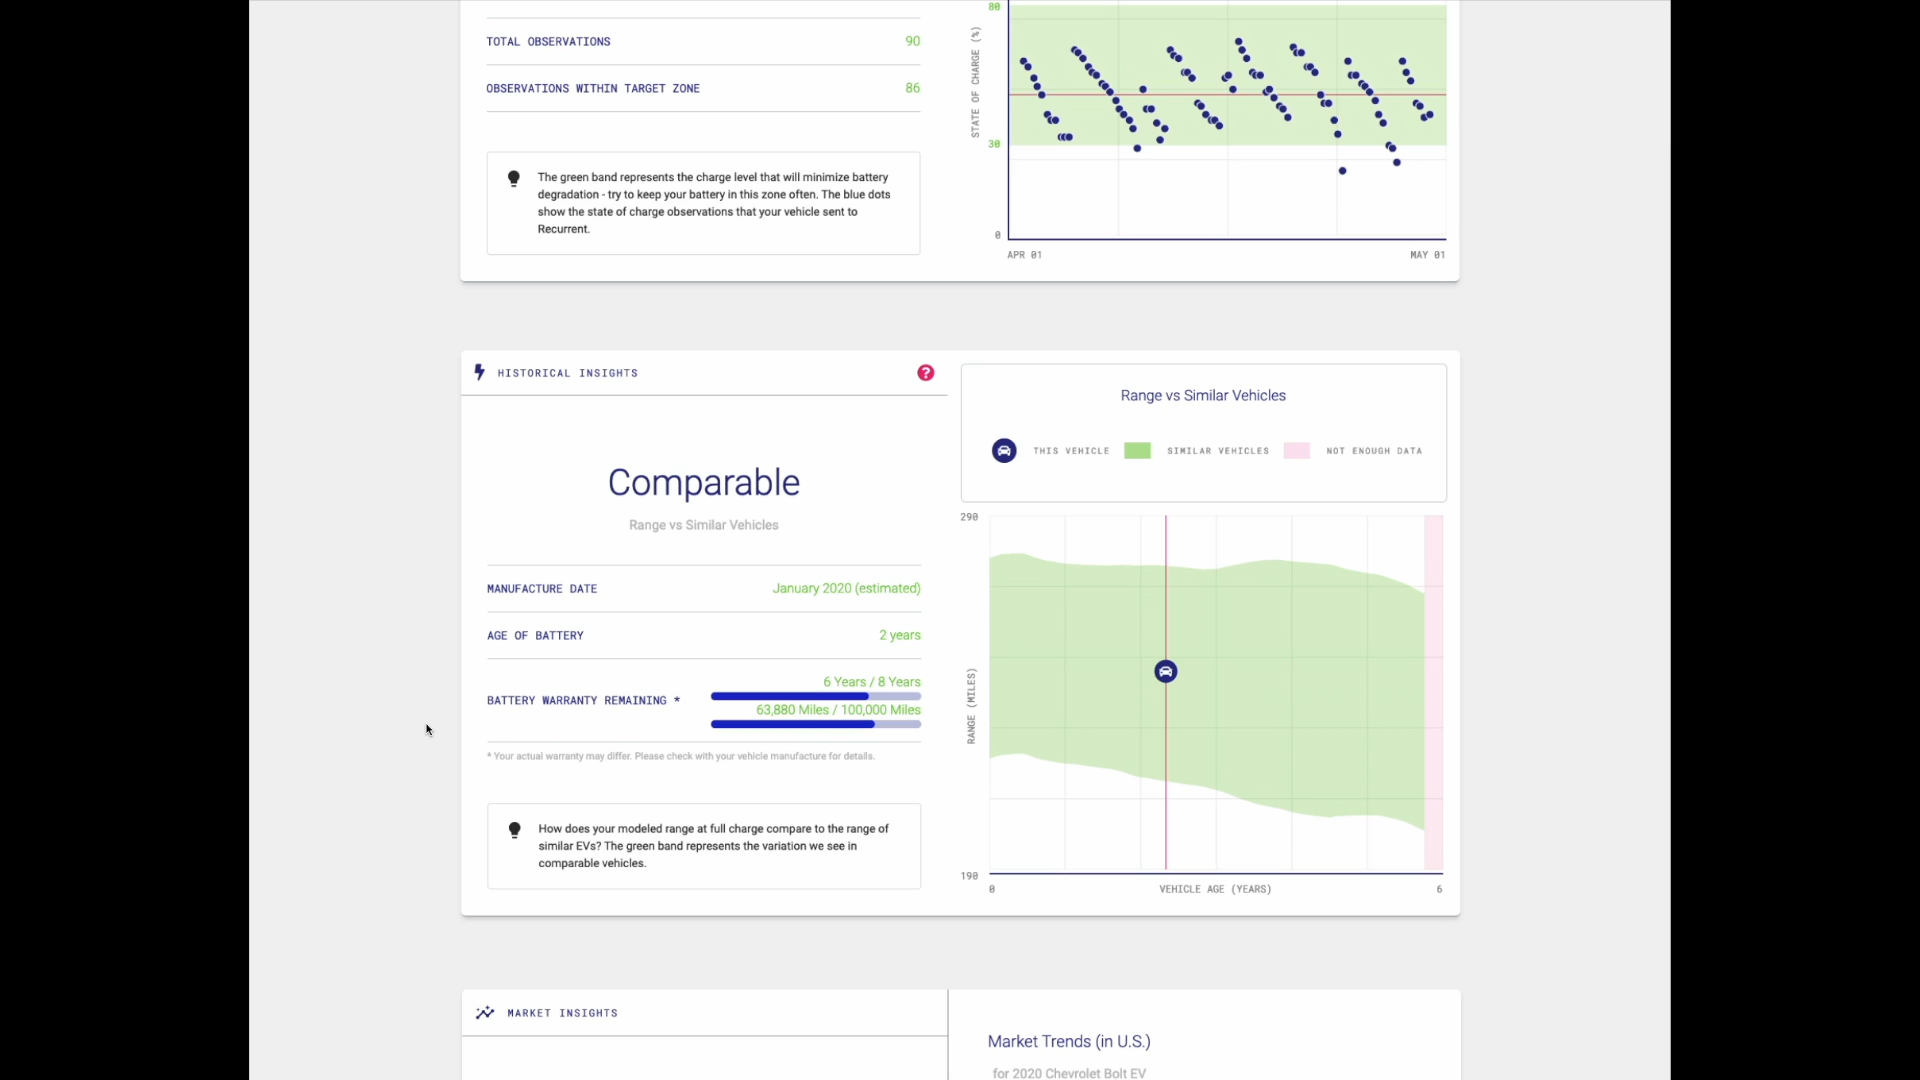 TOTAL OBSERVATIONS 90
OBSERVATIONS WITHIN TARGET ZONE 86
The green band represents the charge level that will minimize battery
degradation - try to keep your battery in this zone often. The blue dots
show the state of charge observations that your vehicle sent to
Recurrent.
80
STATE OF CHARGE (%)
30
0
APR 01 MAY 01
HISTORICAL INSIGHTS ?
Comparable
Range vs Similar Vehicles
MANUFACTURE DATE January 2020 (estimated)
AGE OF BATTERY 2 years
6 Years / 8 Years
BATTERY WARRANTY REMAINING *
63,880 Miles / 100,000 Miles
* Your actual warranty may differ. Please check with your vehicle manufacture for details.
How does your modeled range at full charge compare to the range of
similar EVs? The green band represents the variation we see in
comparable vehicles.
Range vs Similar Vehicles
THIS VEHICLE SIMILAR VEHICLES NOT ENOUGH DATA
290
RANGE (MILES)
190
0 VEHICLE AGE (YEARS) 6
MARKET INSIGHTS
Market Trends (in U.S.)
for 2020 Chevrolet Bolt EV